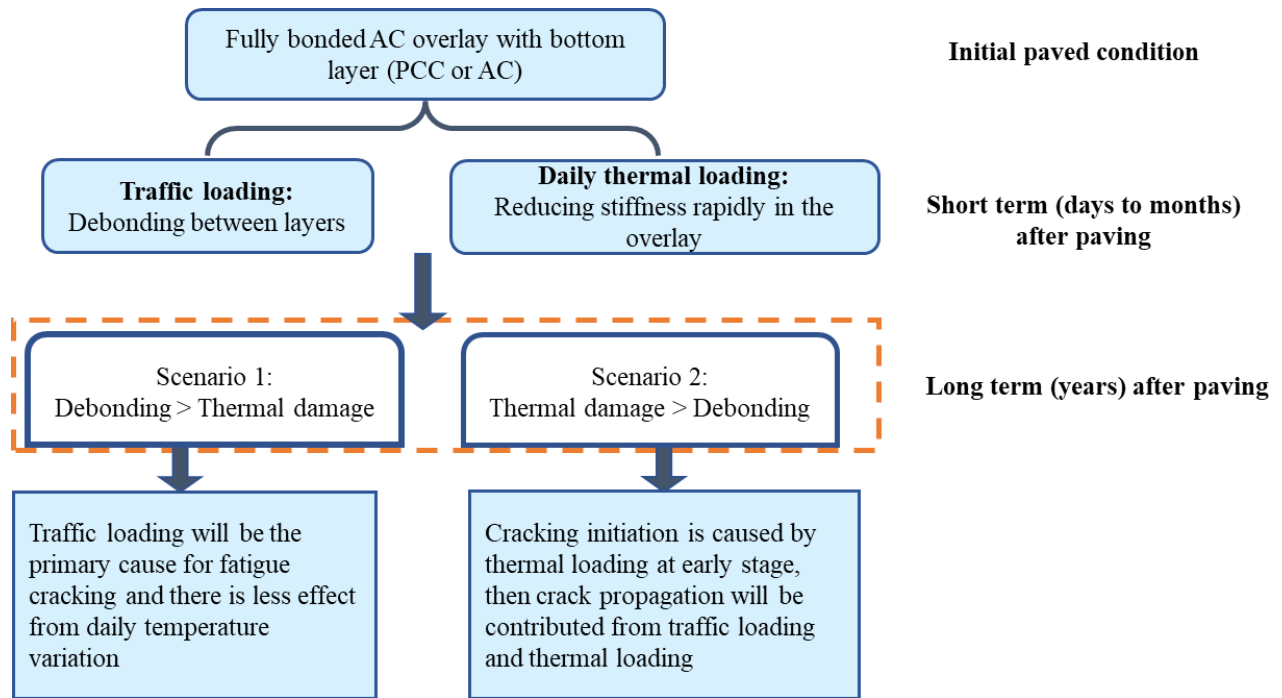 Fully bonded AC overlay with bottom
layer (PCC or AC)
Initial paved condition
Traffic loading:
Debonding between layers
Daily thermal loading:
Reducing stiffness rapidly in the
overlay
Short term (days to months)
after paving
Scenario 1:
Debonding > Thermal damage
Scenario 2:
Thermal damage > Debonding
Long term (years) after paving
Traffic loading will be the
primary cause for fatigue
cracking and there is less effect
from daily temperature
variation
Cracking initiation is caused by
thermal loading at early stage,
then crack propagation will be
contributed from traffic loading
and thermal loading